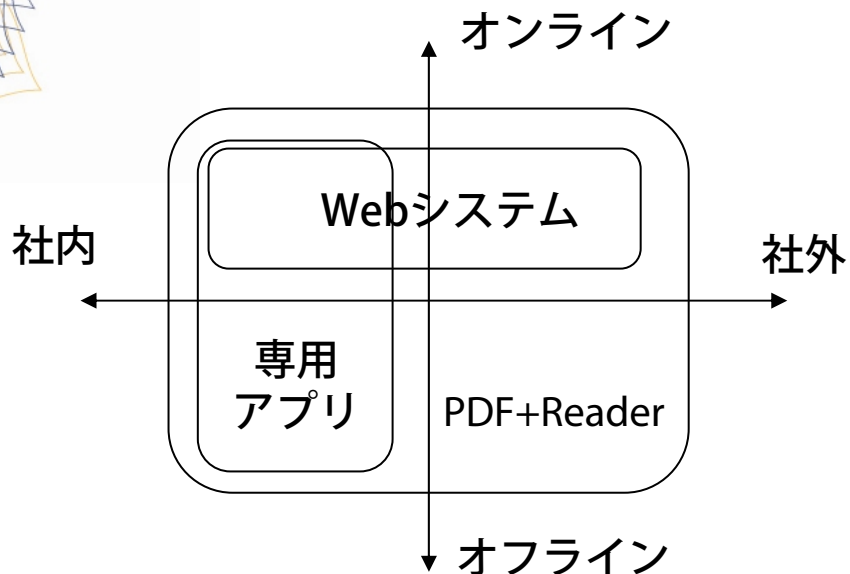 オンライン
Webシステム
社内
社外
専用
アプリ
PDF+Reader
オフライン